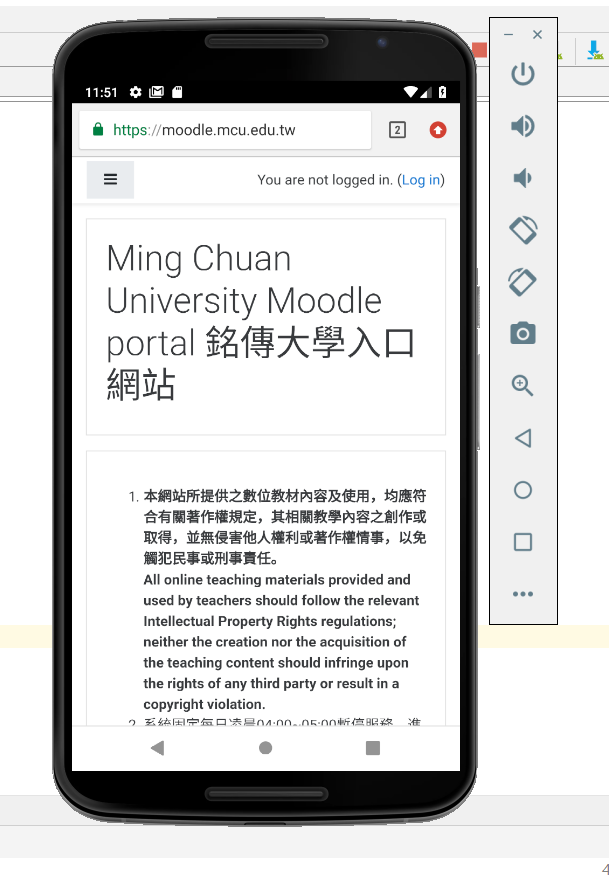 11:51
https://moodle.mcu.edu.tw
2
You are not logged in. (Log in)
Ming Chuan
University Moodle
portal 銘傳大學入口
網站
1. 本網站所提供之數位教材內容及使用，均應符
合有關著作權規定，其相關教學內容之創作或
取得，並無侵害他人權利或著作權情事，以免
觸犯民事或刑事責任。
All online teaching materials provided and
used by teachers should follow the relevant
Intellectual Property Rights regulations;
neither the creation nor the acquisition of
the teaching content should infringe upon
the rights of any third party or result in a
copyright violation.
2. 系統固定每日凌晨04:00~05:00暫停服務，進
4